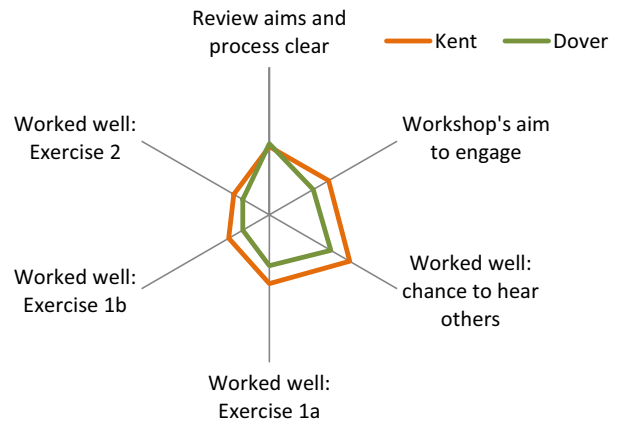 Review aims and
process clear
Kent
Dover
Workshop's aim
to engage
Worked well:
chance to hear
others
Worked well:
Exercise 1a
Worked well:
Exercise 1b
Worked well:
Exercise 2